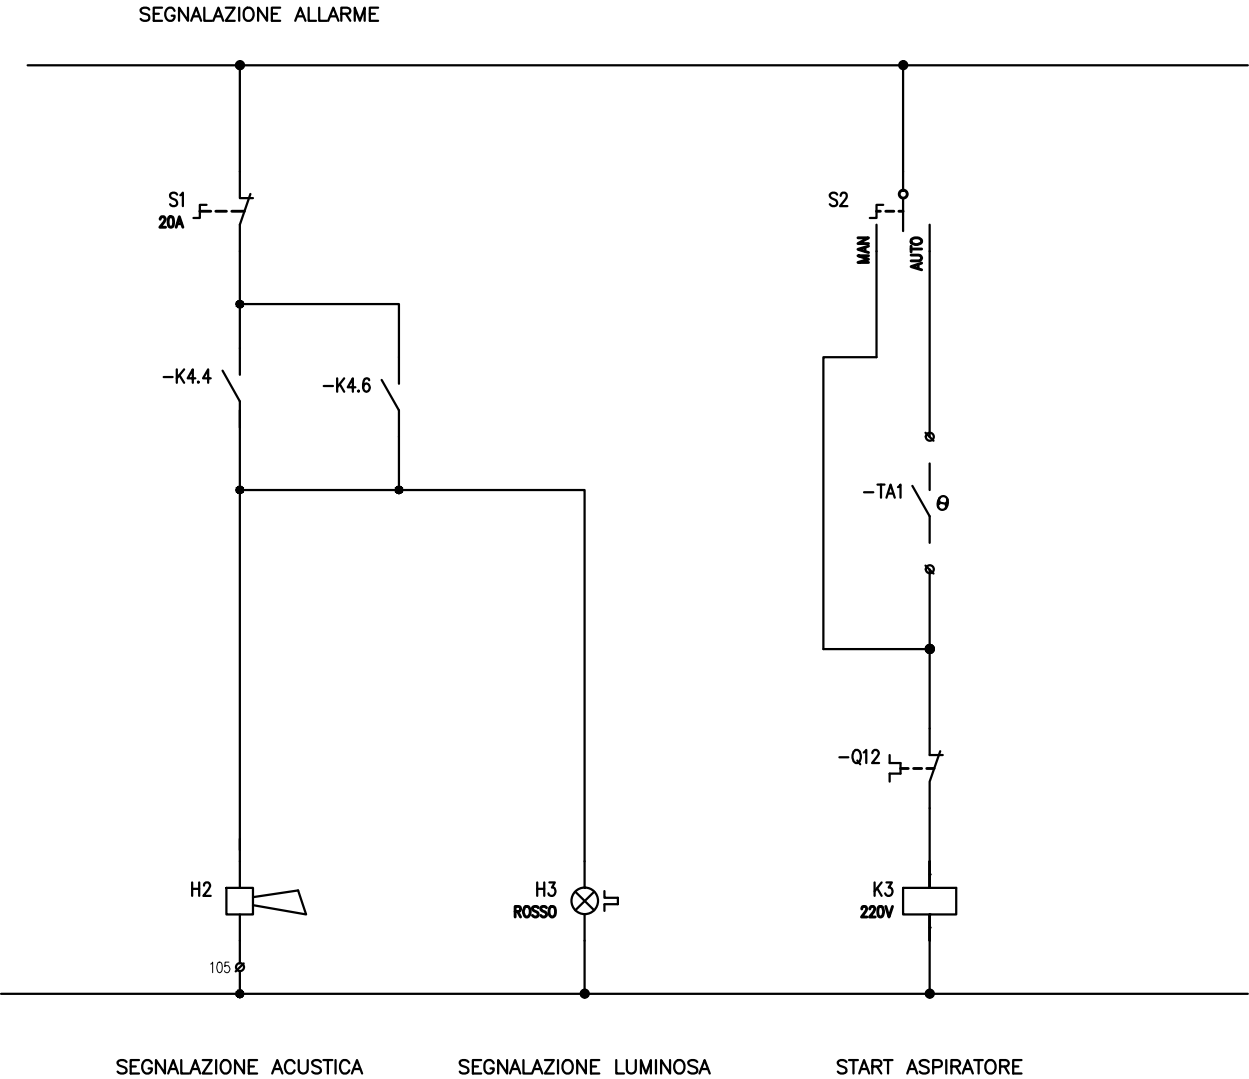 SEGNALAZIONE ALLARME
S1
20A
S2
MAN
AUTO
-K4.4
-K4.6
-TA1
θ
-Q12
H2
H3
ROSSO
K3
220V
105
SEGNALAZIONE ACUSTICA
SEGNALAZIONE LUMINOSA
START ASPIRATORE